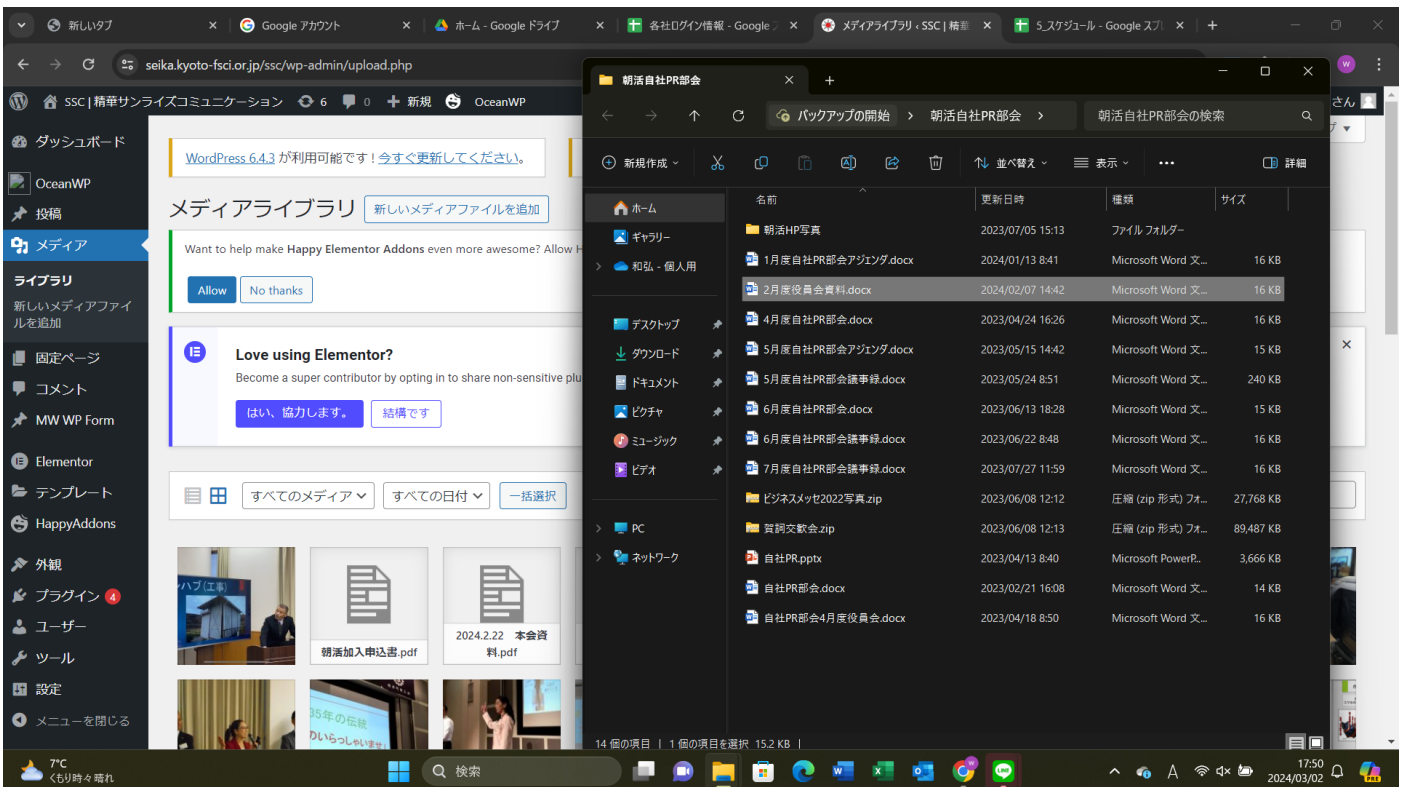 新しいタブ
Google アカウント
ホーム - Google ドライブ
各社ログイン情報 - Google ス
メディアライブラリ ‹ SSC | 精華
5_スケジュール - Google スプレ
seika.kyoto-fsci.or.jp/ssc/wp-admin/upload.php
w
SSC | 精華サンライズコミュニケーション
6
0
新規
OceanWP
さん
ダッシュボード
OceanWP
投稿
メディア
ライブラリ
新しいメディアファイ
ルを追加
固定ページ
コメント
MW WP Form
Elementor
テンプレート
HappyAddons
外観
プラグイン 4
ユーザー
ツール
設定
メニューを閉じる
WordPress 6.4.3 が利用可能です ! 今すぐ更新してください。
プ
メディアライブラリ
新しいメディアファイルを追加
Want to help make Happy Elementor Addons even more awesome? Allow H
Allow
No thanks
Love using Elementor?
Become a super contributor by opting in to share non-sensitive plu
はい、協力します。
結構です
すべてのメディア
すべての日付
一括選択
ハブ(工事)
朝活加入申込書.pdf
2024.2.22 本会資
料.pdf
35年の伝統
のいらっしゃいませ!
朝活自社PR部会
バックアップの開始
朝活自社PR部会
朝活自社PR部会の検索
新規作成
並べ替え
表示
詳細
ホーム
ギャラリー
和弘 - 個人用
デスクトップ
ダウンロード
ドキュメント
ピクチャ
ミュージック
ビデオ
PC
ネットワーク
名前 更新日時 種類 サイズ
朝活HP写真 2023/07/05 15:13 ファイル フォルダー
1月度自社PR部会アジェンダ.docx 2024/01/13 8:41 Microsoft Word 文... 16 KB
2月度役員会資料.docx 2024/02/07 14:42 Microsoft Word 文... 16 KB
4月度自社PR部会.docx 2023/04/24 16:26 Microsoft Word 文... 16 KB
5月度自社PR部会アジェンダ.docx 2023/05/15 14:42 Microsoft Word 文... 15 KB
5月度自社PR部会議事録.docx 2023/05/24 8:51 Microsoft Word 文... 240 KB
6月度自社PR部会.docx 2023/06/13 18:28 Microsoft Word 文... 15 KB
6月度自社PR部会議事録.docx 2023/06/22 8:48 Microsoft Word 文... 16 KB
7月度自社PR部会議事録.docx 2023/07/27 11:59 Microsoft Word 文... 16 KB
ビジネスメッセ2022写真.zip 2023/06/08 12:12 圧縮 (zip 形式) フォ... 27,768 KB
賀詞交歓会.zip 2023/06/08 12:13 圧縮 (zip 形式) フォ... 89,487 KB
自社PR.pptx 2023/04/13 8:40 Microsoft PowerP... 3,666 KB
自社PR部会.docx 2023/02/21 16:08 Microsoft Word 文... 14 KB
自社PR部会4月度役員会.docx 2023/04/18 8:50 Microsoft Word 文... 16 KB
14 個の項目 | 1 個の項目を選択 15.2 KB |
7°C
くもり時々晴れ
検索
A
17:50
2024/03/02